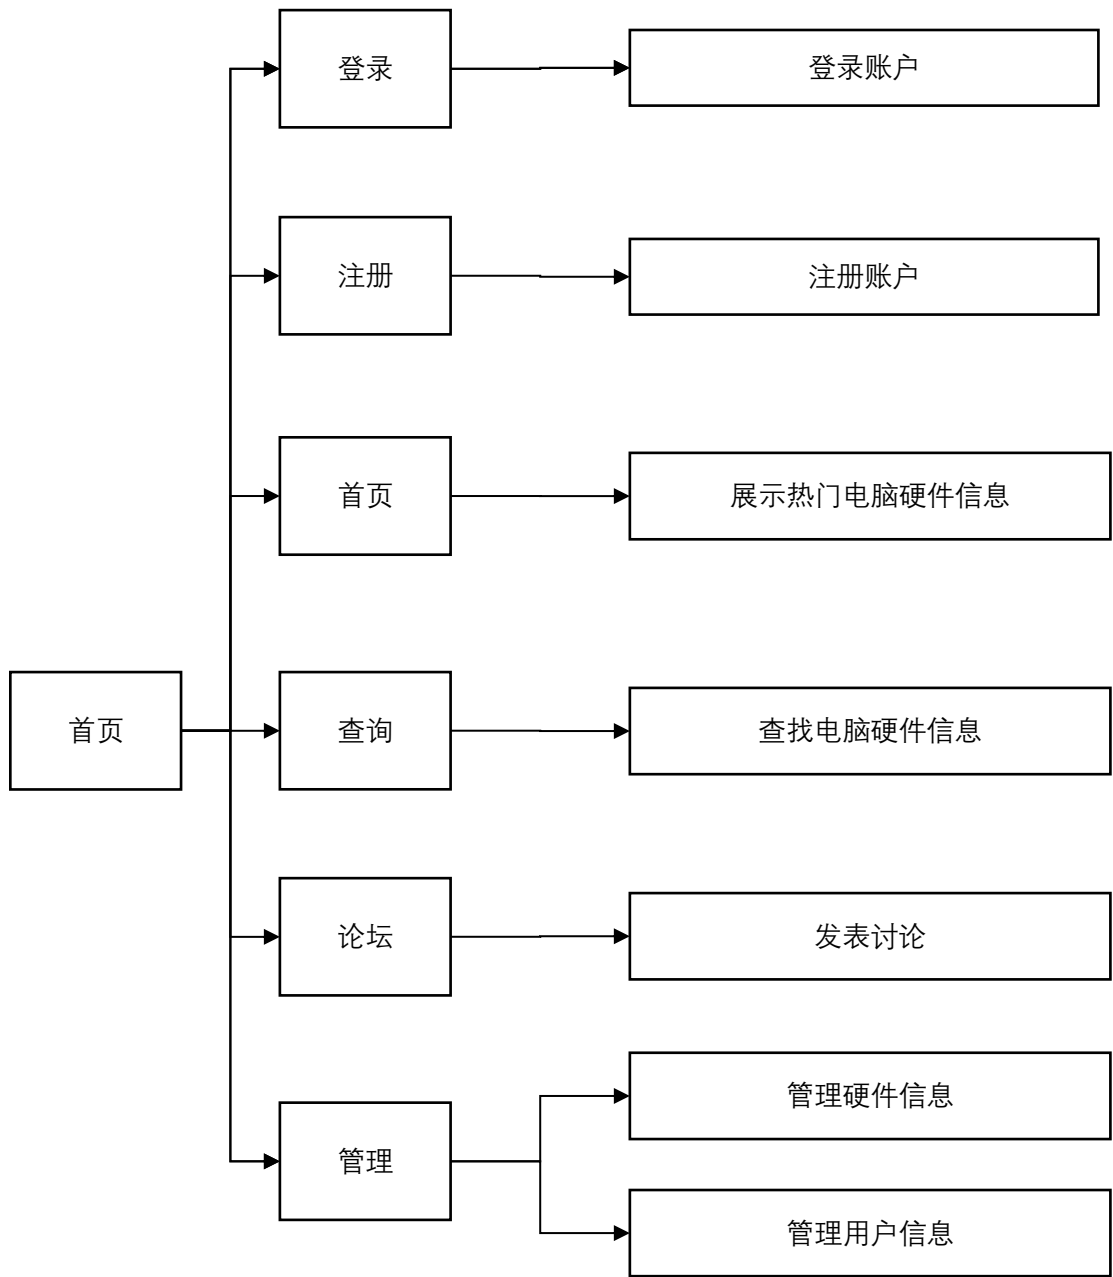 登录
登录账户
注册
注册账户
首页
展示热门电脑硬件信息
首页
查询
查找电脑硬件信息
论坛
发表讨论
管理硬件信息
管理
管理用户信息